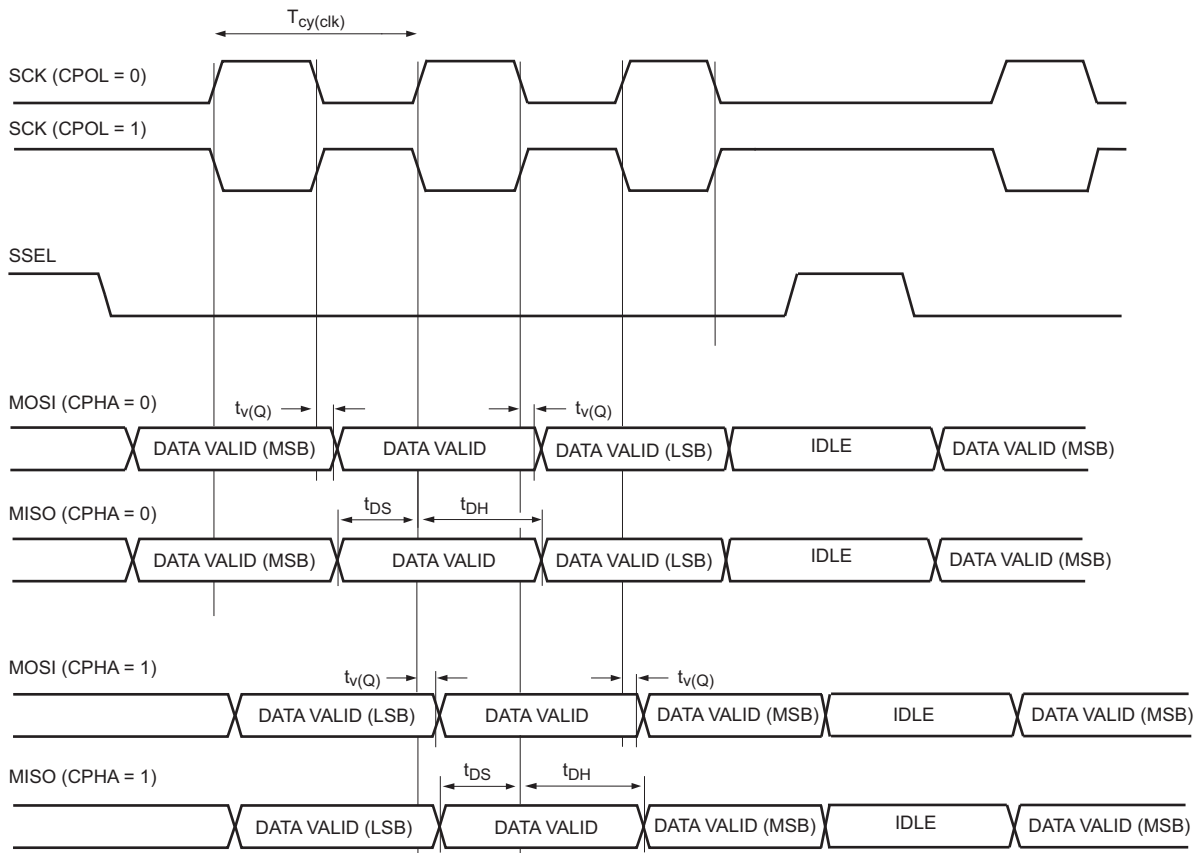 Tcy(clk)
SCK (CPOL = 0)
SCK (CPOL = 1)
SSEL
MOSI (CPHA = 0)
tv(Q) tv(Q)
DATA VALID (MSB) DATA VALID DATA VALID (LSB) IDLE DATA VALID (MSB)
MISO (CPHA = 0)
tDS tDH
DATA VALID (MSB) DATA VALID DATA VALID (LSB) IDLE DATA VALID (MSB)
MOSI (CPHA = 1)
tv(Q) tv(Q)
DATA VALID (LSB) DATA VALID DATA VALID (MSB) IDLE DATA VALID (MSB)
MISO (CPHA = 1)
tDS tDH
DATA VALID (LSB) DATA VALID DATA VALID (MSB) IDLE DATA VALID (MSB)